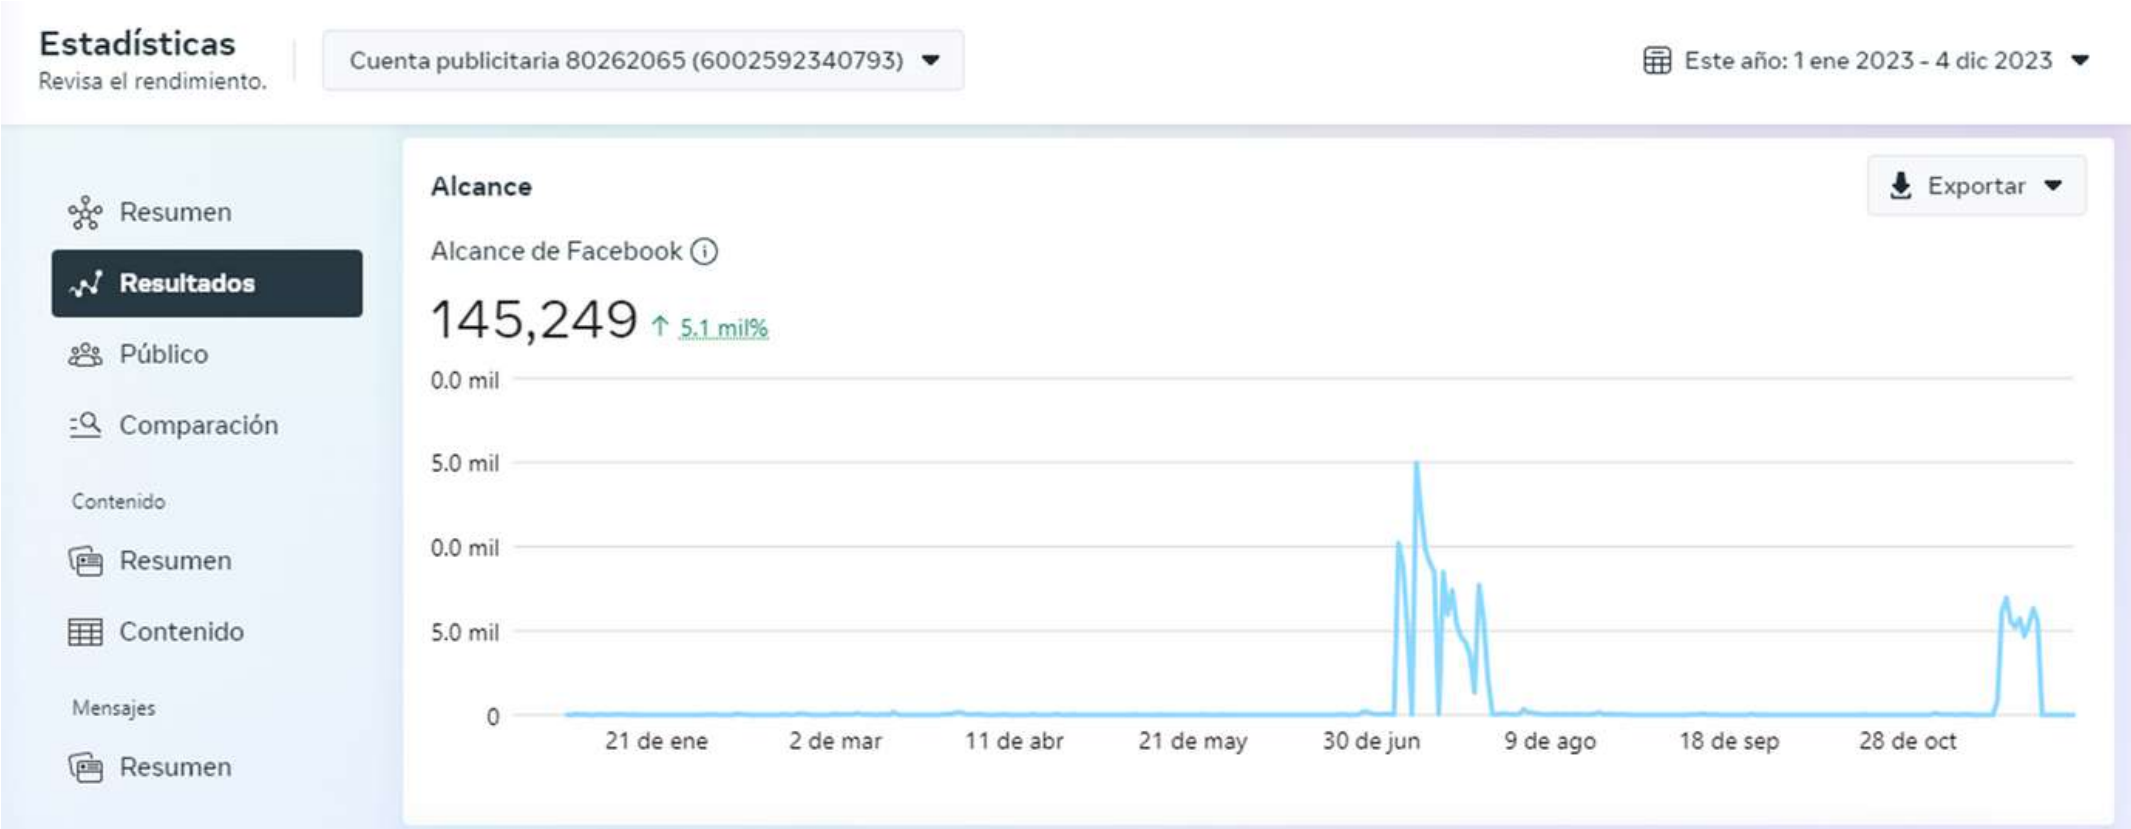 Estadísticas
Revisa el rendimiento.
Cuenta publicitaria 80262065 (6002592340793)
Este año: 1 ene 2023 - 4 dic 2023
Resumen
Resultados
Público
Comparación
Contenido
Resumen
Contenido
Mensajes
Resumen
Alcance
Exportar
Alcance de Facebook
145,249 ↑ 5.1 mil%
0.0 mil
5.0 mil
0.0 mil
5.0 mil
0
21 de ene 2 de mar 11 de abr 21 de may 30 de jun 9 de ago 18 de sep 28 de oct